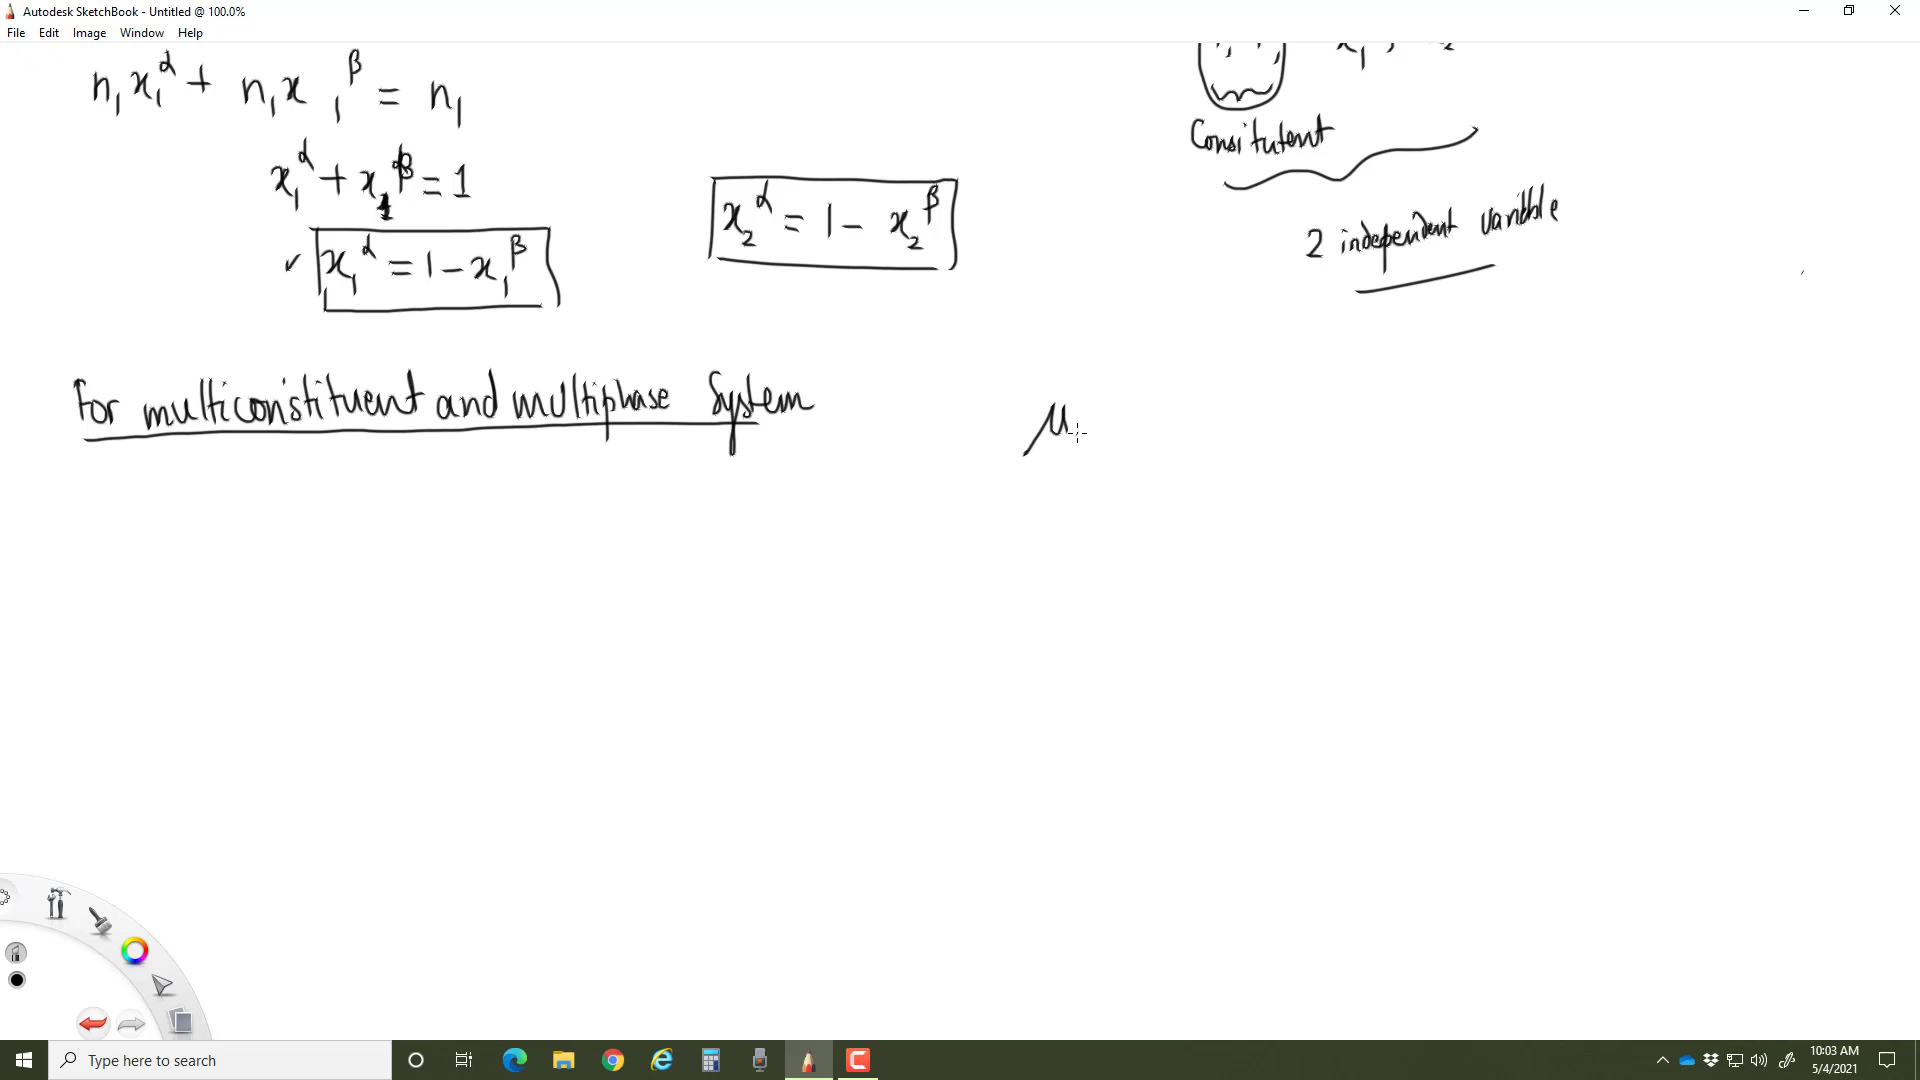 Autodesk SketchBook - Untitled @ 100.0%
File Edit Image Window Help
n₁x₁^α + n₁x₁^β = n₁
x₁^α + x₁^β = 1
✓ x₁^α = 1 - x₁^β
x₂^α = 1 - x₂^β
Consitutent
2 independent varible
For multiconstituent and multiphase System
μ
Type here to search
10:03 AM
5/4/2021